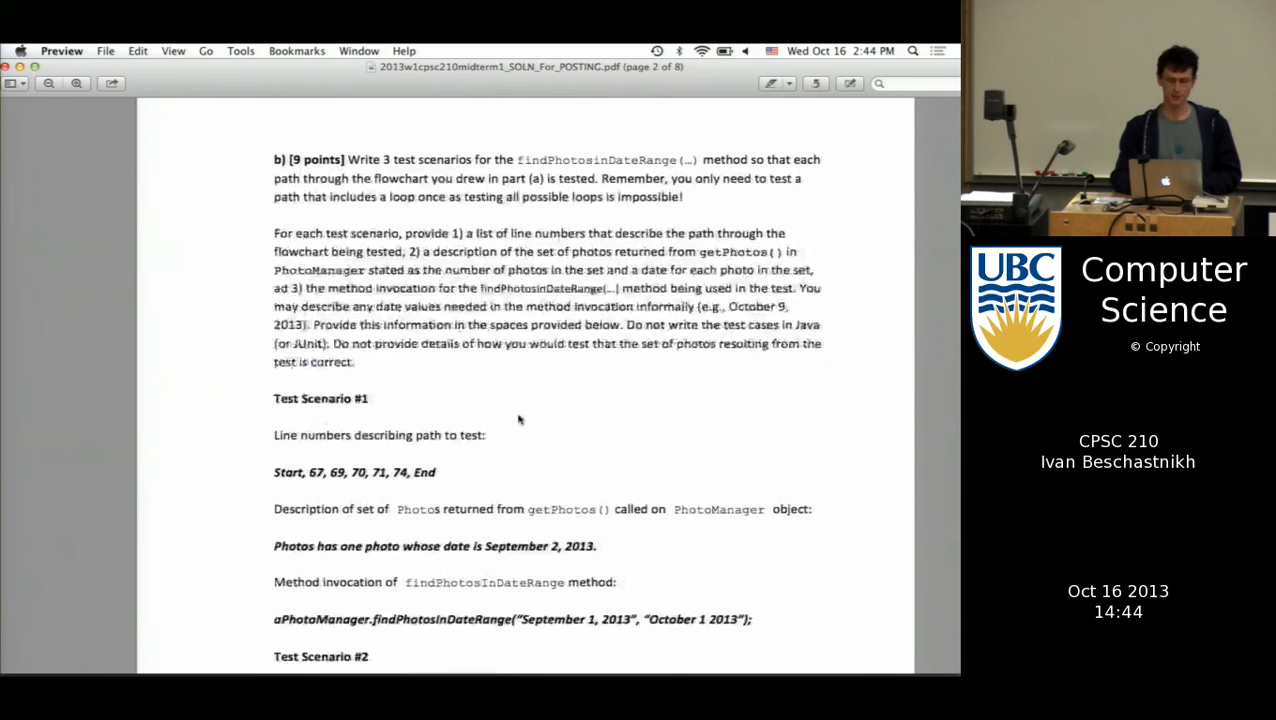 Preview File Edit View Go Tools Bookmarks Window Help Wed Oct 16 2:44 PM
2013w1cpsc210midterm1_SOLN_For_POSTING.pdf (page 2 of 8)
b) [9 points] Write 3 test scenarios for the findPhotosinDateRange(…) method so that each
path through the flowchart you drew in part (a) is tested. Remember, you only need to test a
path that includes a loop once as testing all possible loops is impossible!
For each test scenario, provide 1) a list of line numbers that describe the path through the
flowchart being tested, 2) a description of the set of photos returned from getPhotos() in
PhotoManager stated as the number of photos in the set and a date for each photo in the set,
ad 3) the method invocation for the findPhotosinDateRange(…) method being used in the test. You
may describe any date values needed in the method invocation informally (e.g., October 9,
2013). Provide this information in the spaces provided below. Do not write the test cases in Java
(or JUnit). Do not provide details of how you would test that the set of photos resulting from the
test is correct.
Test Scenario #1
Line numbers describing path to test:
Start, 67, 69, 70, 71, 74, End
Description of set of Photos returned from getPhotos() called on PhotoManager object:
Photos has one photo whose date is September 2, 2013.
Method invocation of findPhotosInDateRange method:
aPhotoManager.findPhotosInDateRange("September 1, 2013", "October 1 2013");
Test Scenario #2
UBC
Computer
Science
© Copyright
CPSC 210
Ivan Beschastnikh
Oct 16 2013
14:44